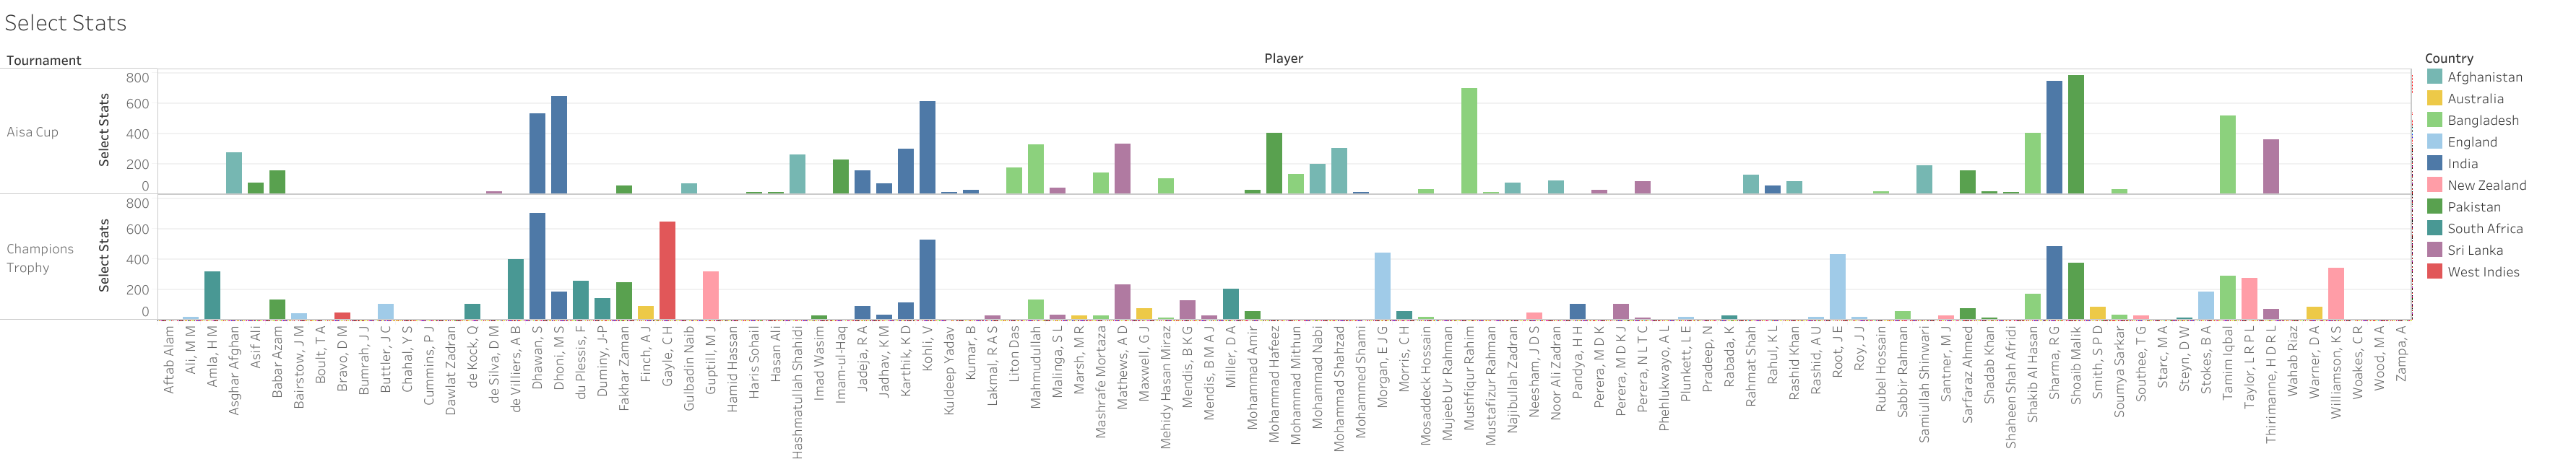 Select Stats
Tournament
Player
Country
Aisa Cup
Select Stats
800
600
400
200
0
Champions
Trophy
Select Stats
800
600
400
200
0
Aftab Alam
Ali, M M
Amla, H M
Asghar Afghan
Asif Ali
Babar Azam
Bairstow, J M
Boult, T A
Bravo, D M
Bumrah, J J
Buttler, J C
Chahal, Y S
Cummins, P J
Dawlat Zadran
de Kock, Q
de Silva, D M
de Villiers, A B
Dhawan, S
Dhoni, M S
du Plessis, F
Duminy, J-P
Fakhar Zaman
Finch, A J
Gayle, C H
Gulbadin Naib
Guptill, M J
Hamid Hassan
Haris Sohail
Hasan Ali
Hashmatullah Shahidi
Imad Wasim
Imam-ul-Haq
Jadeja, R A
Jadhav, K M
Karthik, K D
Kohli, V
Kuldeep Yadav
Kumar, B
Lakmal, R A S
Liton Das
Mahmudullah
Malinga, S L
Marsh, M R
Mashrafe Mortaza
Mathews, A D
Maxwell, G J
Mehidy Hasan Miraz
Mendis, B K G
Mendis, B M A J
Miller, D A
Mohammad Amir
Mohammad Hafeez
Mohammad Mithun
Mohammad Nabi
Mohammad Shahzad
Mohammed Shami
Morgan, E J G
Morris, C H
Mosaddeck Hossain
Mujeeb Ur Rahman
Mushfiqur Rahim
Mustafizur Rahman
Najibullah Zadran
Neesham, J D S
Noor Ali Zadran
Pandya, H H
Perera, M D K
Perera, M D K J
Perera, N L T C
Phehlukwayo, A L
Plunkett, L E
Pradeep, N
Rabada, K
Rahmat Shah
Rahul, K L
Rashid Khan
Rashid, A U
Root, J E
Roy, J J
Rubel Hossain
Sabbir Rahman
Samiullah Shinwari
Santner, M J
Sarfaraz Ahmed
Shadab Khan
Shaheen Shah Afridi
Shakib Al Hasan
Sharma, R G
Shoaib Malik
Smith, S P D
Soumya Sarkar
Southee, T G
Starc, M A
Steyn, D W
Stokes, B A
Tamim Iqbal
Taylor, L R P L
Thirimanne, H D R L
Wahab Riaz
Warner, D A
Williamson, K S
Woakes, C R
Wood, M A
Zampa, A
Afghanistan
Australia
Bangladesh
England
India
New Zealand
Pakistan
South Africa
Sri Lanka
West Indies